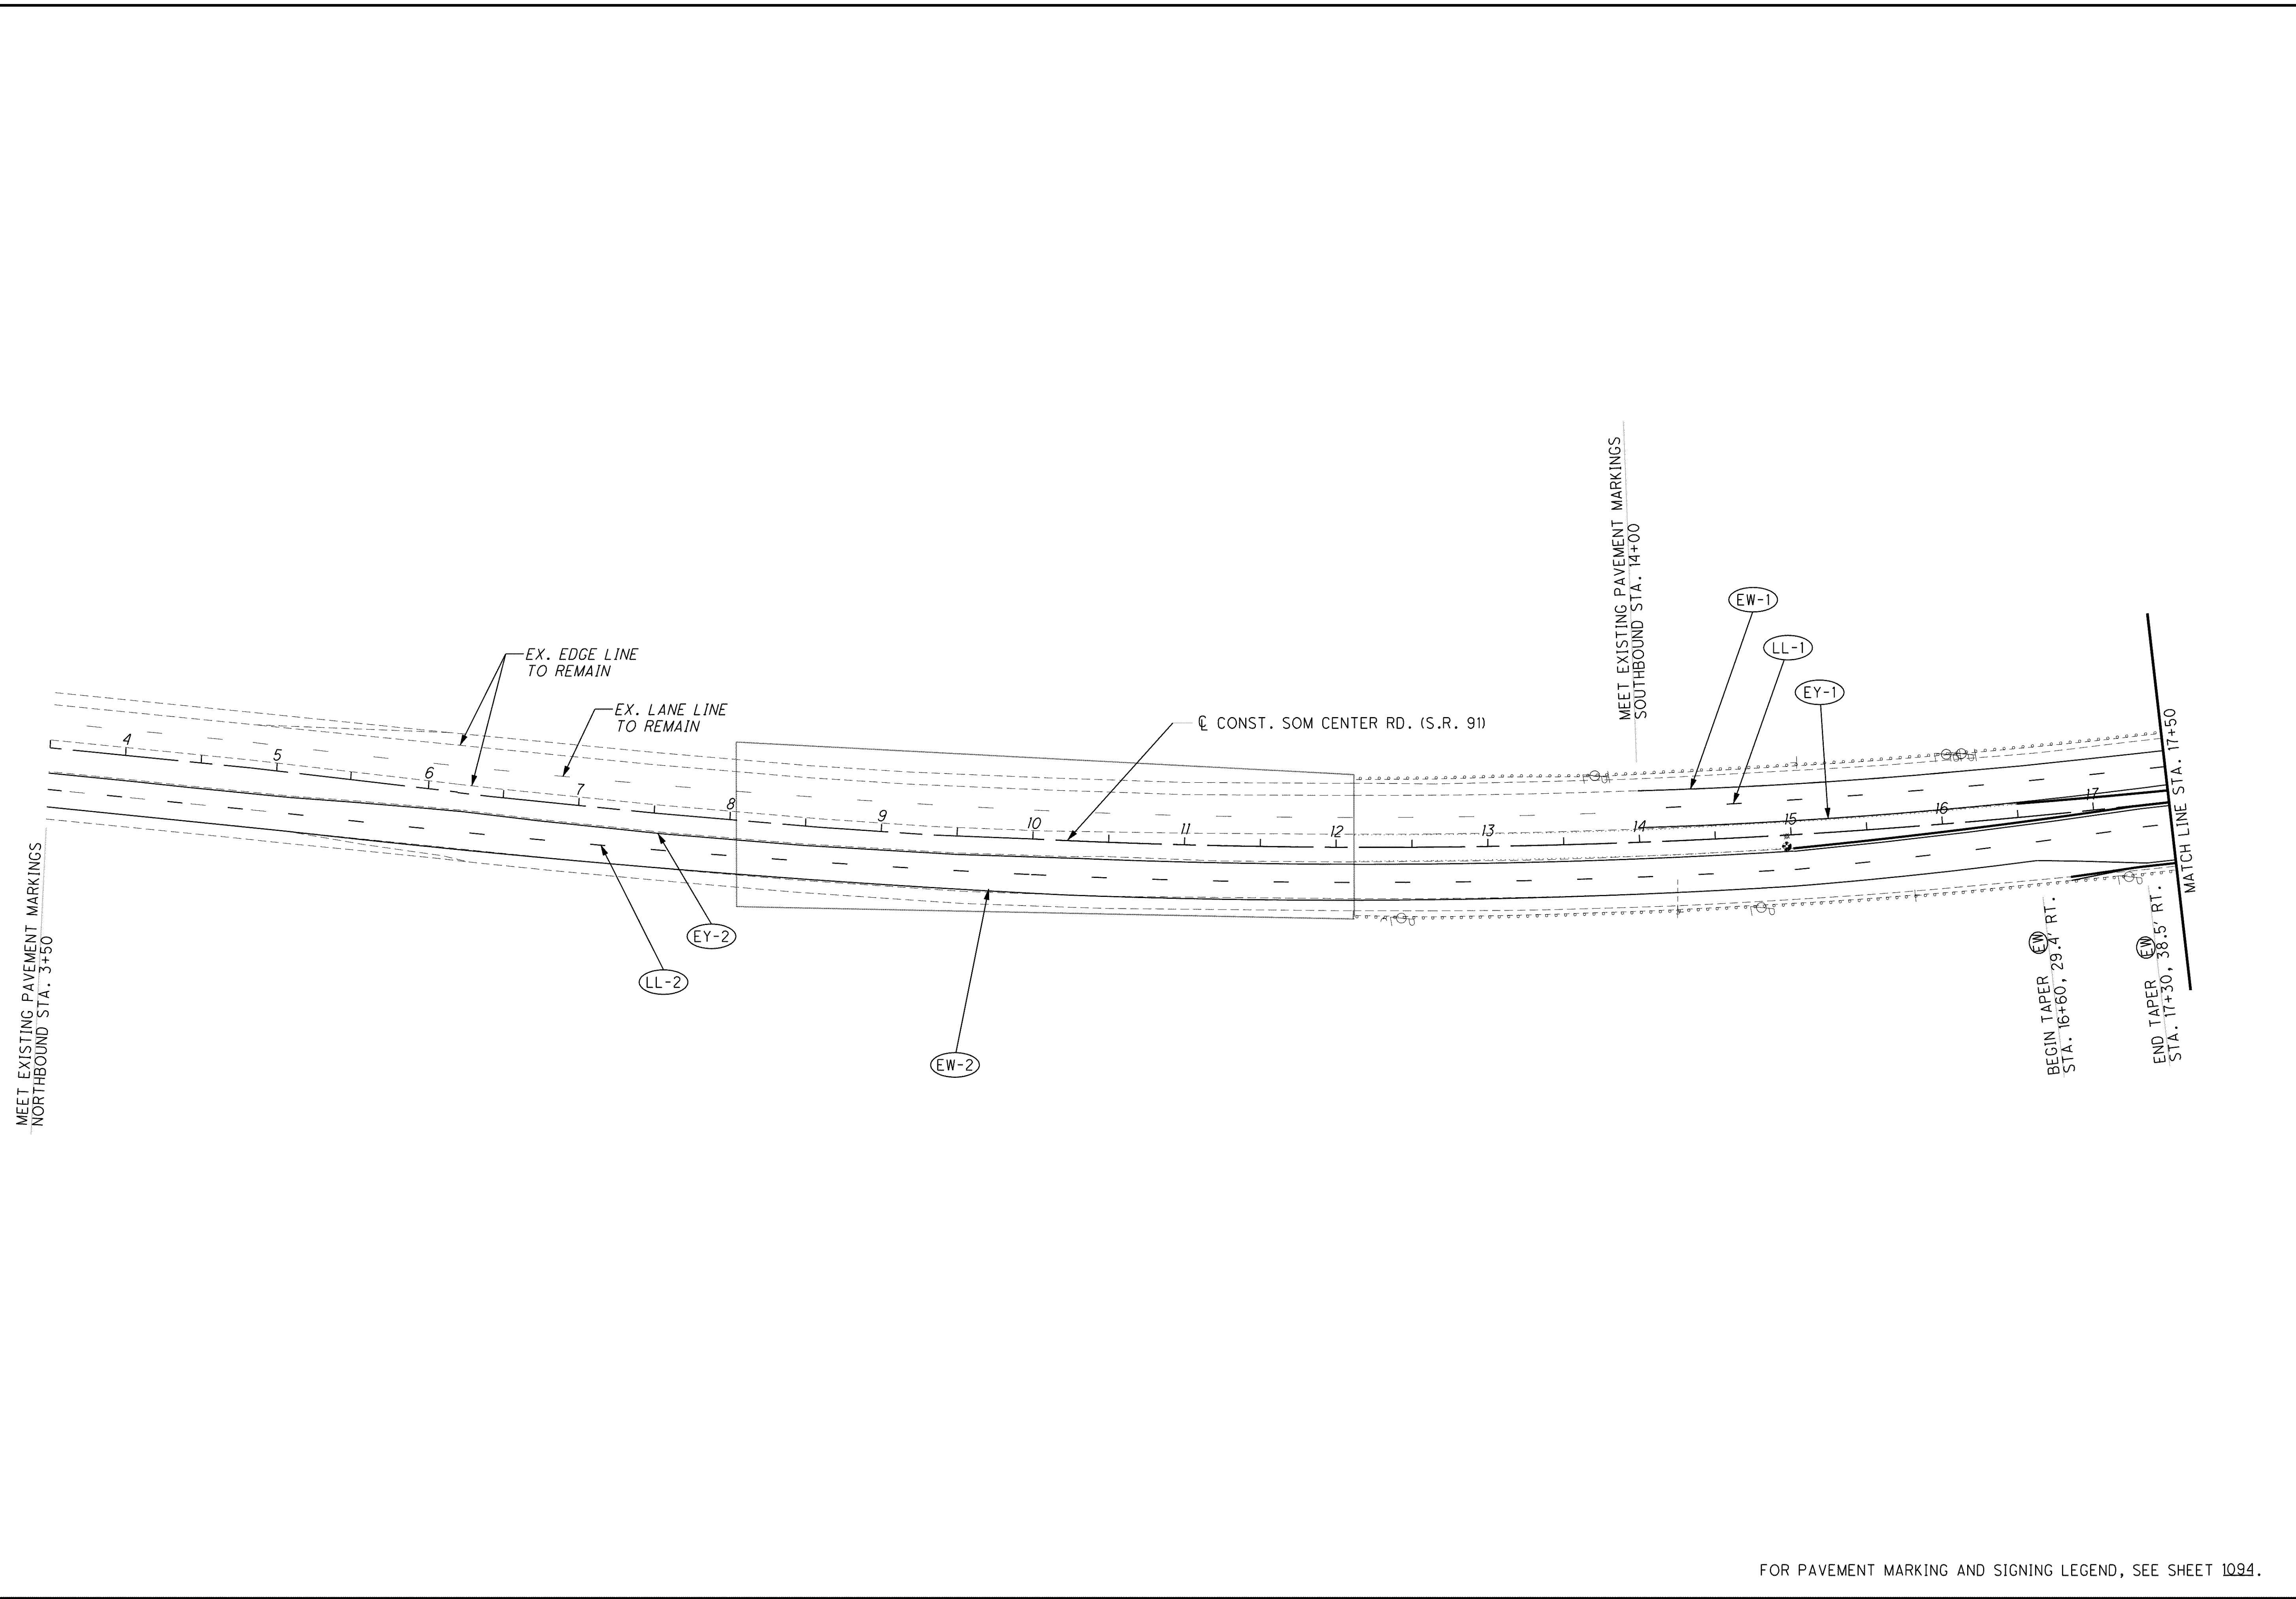 MEET EXISTING PAVEMENT MARKINGS
SOUTHBOUND STA. 14+00
EW-1
LL-1
EY-1
EX. EDGE LINE
TO REMAIN
EX. LANE LINE
TO REMAIN
℄ CONST. SOM CENTER RD. (S.R. 91)
MATCH LINE STA. 17+50
4
5
6
7
8
9
10
11
12
13
14
15
16
17
MEET EXISTING PAVEMENT MARKINGS
NORTHBOUND STA. 3+50
EY-2
LL-2
EW-2
BEGIN TAPER EW
STA. 16+60, 29.4' RT.
END TAPER EW
STA. 17+30, 38.5' RT.
FOR PAVEMENT MARKING AND SIGNING LEGEND, SEE SHEET 1094.